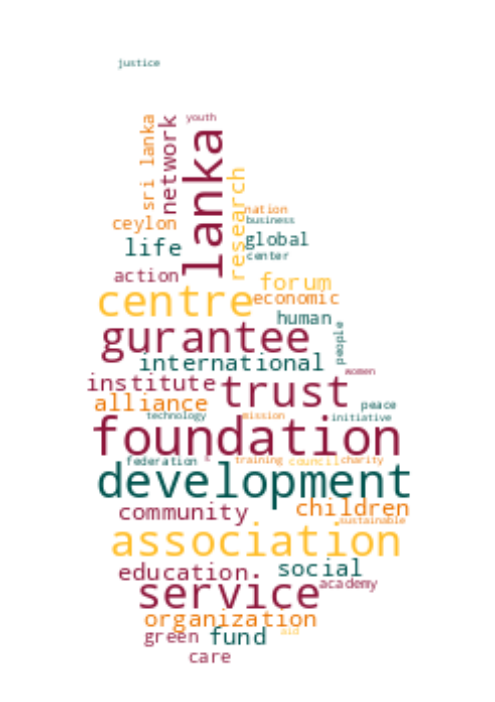 justice
youth
sri lanka
network
lanka
research
nation
business
ceylon
global
life
center
action
forum
centre
economic
human
gurantee
people
international
women
institute
trust
alliance
peace
technology
mission
initiative
foundation
federation
training
council
charity
development
children
community
sustainable
association
social
education
academy
service
organization
aid
green
fund
care